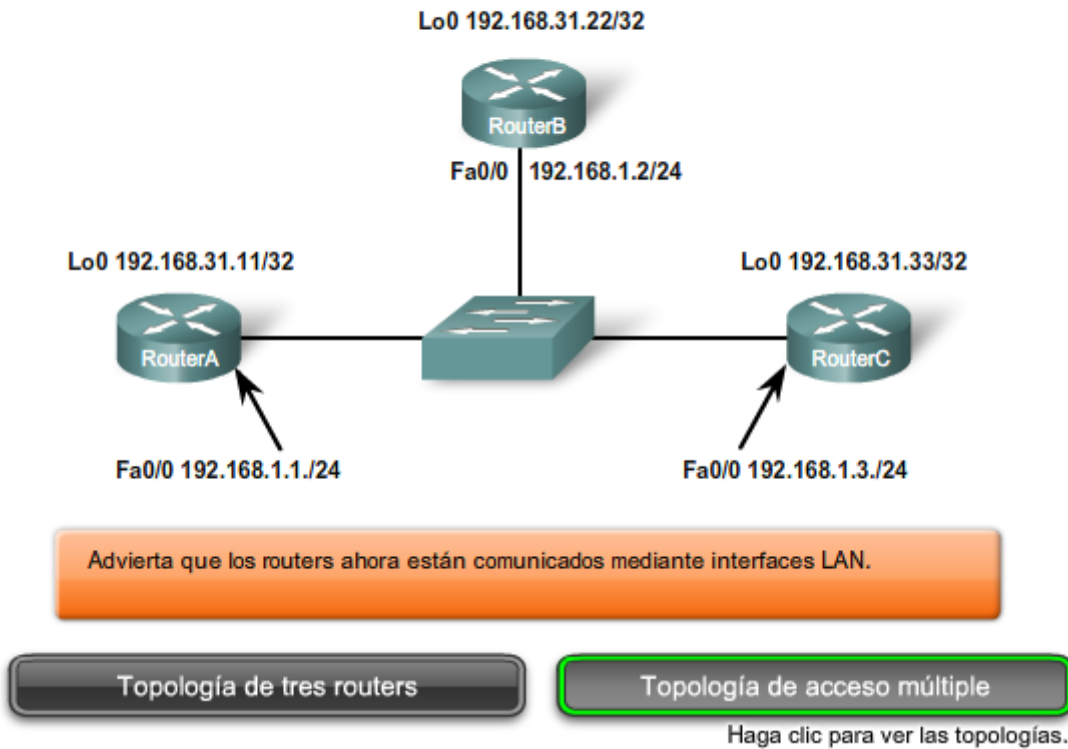 Lo0 192.168.31.22/32
RouterB
Fa0/0 192.168.1.2/24
Lo0 192.168.31.11/32
Lo0 192.168.31.33/32
RouterA
RouterC
Fa0/0 192.168.1.1./24
Fa0/0 192.168.1.3./24
Advierta que los routers ahora están comunicados mediante interfaces LAN.
Topología de tres routers
Topología de acceso múltiple
Haga clic para ver las topologías.